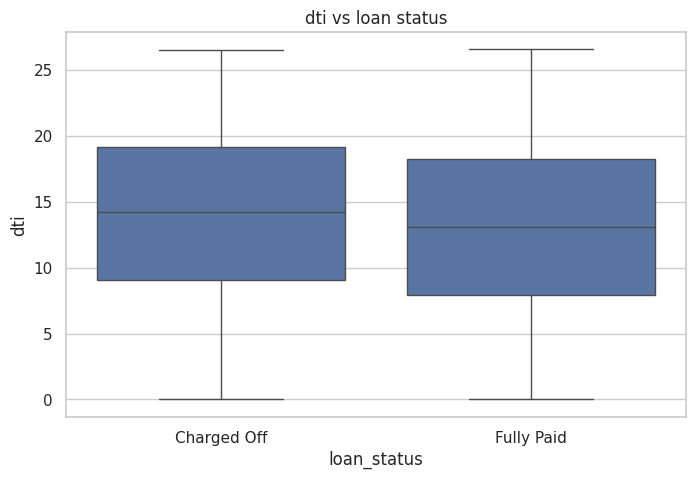 dti vs loan status
dti
25
20
15
10
5
0
Charged Off
Fully Paid
loan_status